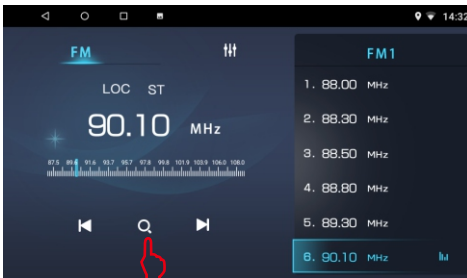 14:32
FM
LOC ST
90.10 MHz
87.5 89.6 91.6 93.7 95.7 97.8 99.8 101.9 103.9 106.0 108.0
FM1
1. 88.00 MHz
2. 88.30 MHz
3. 88.50 MHz
4. 88.80 MHz
5. 89.30 MHz
6. 90.10 MHz